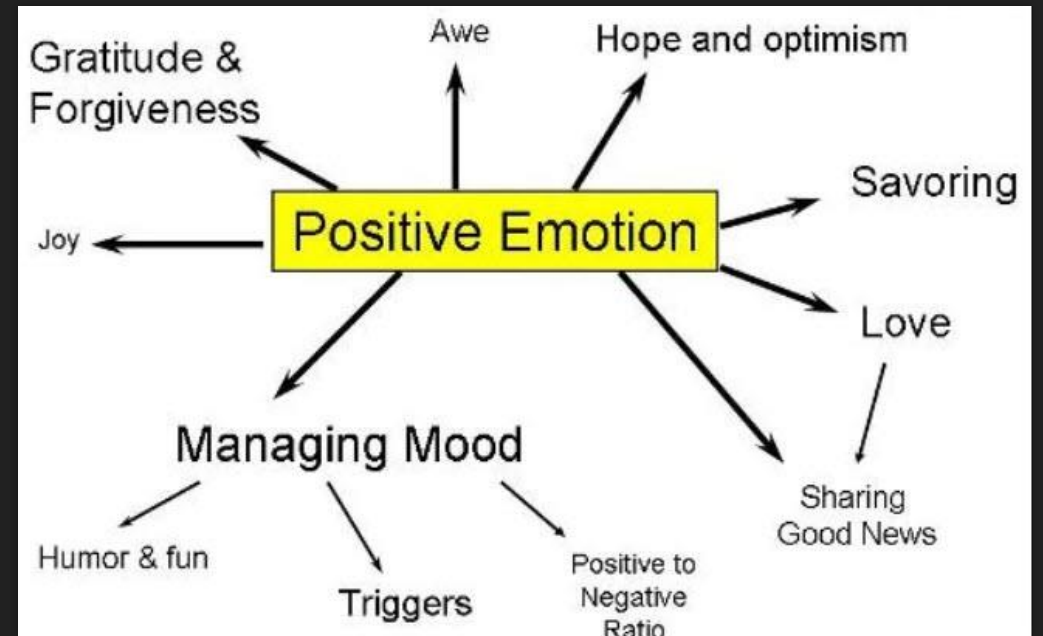 Awe
Hope and optimism
Gratitude &
Forgiveness
Savoring
Positive Emotion
Joy
Love
Managing Mood
Sharing
Good News
Humor & fun
Triggers
Positive to
Negative
Ratio